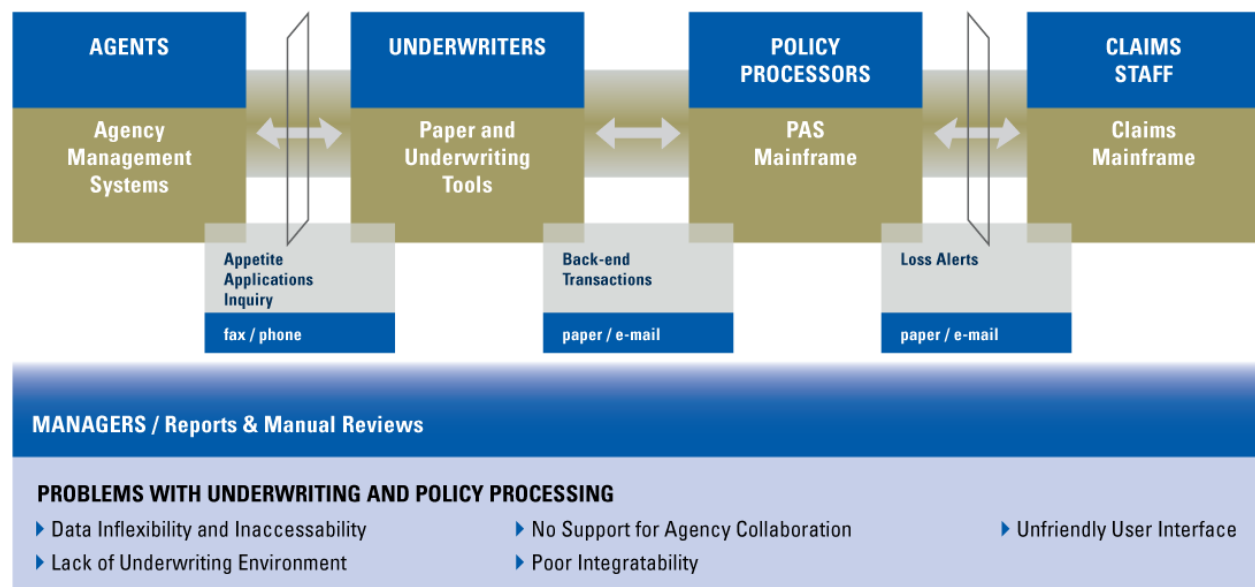 AGENTS
Agency
Management
Systems
UNDERWRITERS
Paper and
Underwriting
Tools
POLICY
PROCESSORS
PAS
Mainframe
CLAIMS
STAFF
Claims
Mainframe
Appetite
Applications
Inquiry
fax / phone
Back-end
Transactions
paper / e-mail
Loss Alerts
paper / e-mail
MANAGERS / Reports & Manual Reviews
PROBLEMS WITH UNDERWRITING AND POLICY PROCESSING
Data Inflexibility and Inaccessability
Lack of Underwriting Environment
No Support for Agency Collaboration
Poor Integratability
Unfriendly User Interface